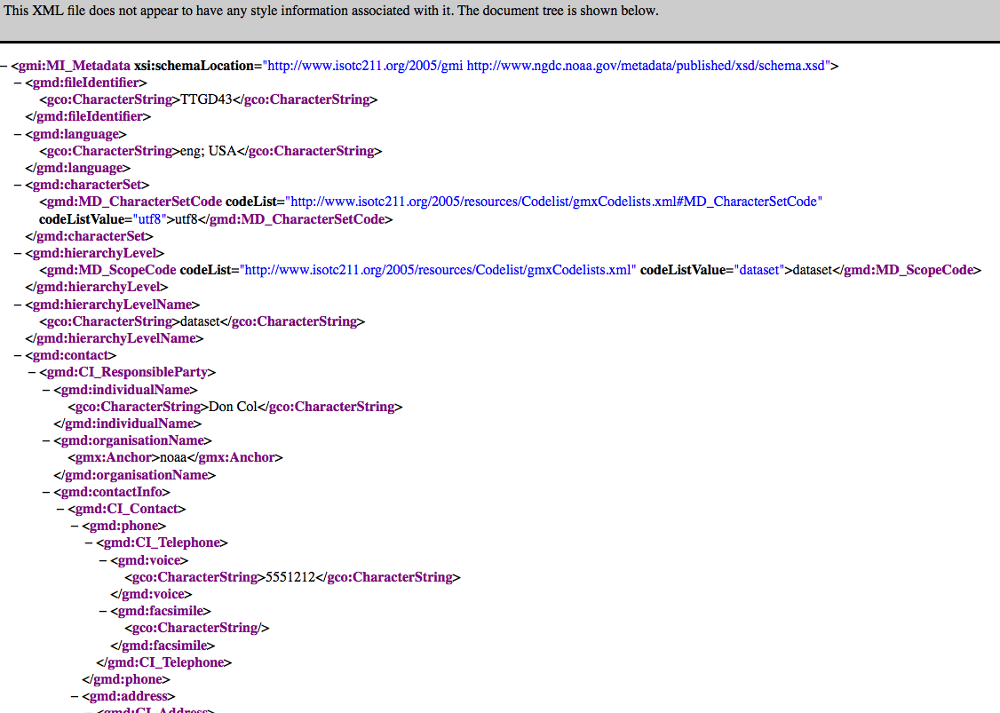 This XML file does not appear to have any style information associated with it. The document tree is shown below.
– <gmi:MI_Metadata xsi:schemaLocation="http://www.isotc211.org/2005/gmi http://www.ngdc.noaa.gov/metadata/published/xsd/schema.xsd">
– <gmd:fileIdentifier>
<gco:CharacterString>TTGD43</gco:CharacterString>
</gmd:fileIdentifier>
– <gmd:language>
<gco:CharacterString>eng; USA</gco:CharacterString>
</gmd:language>
– <gmd:characterSet>
<gmd:MD_CharacterSetCode codeList="http://www.isotc211.org/2005/resources/Codelist/gmxCodelists.xml#MD_CharacterSetCode"
codeListValue="utf8">utf8</gmd:MD_CharacterSetCode>
</gmd:characterSet>
– <gmd:hierarchyLevel>
<gmd:MD_ScopeCode codeList="http://www.isotc211.org/2005/resources/Codelist/gmxCodelists.xml" codeListValue="dataset">dataset</gmd:MD_ScopeCode>
</gmd:hierarchyLevel>
– <gmd:hierarchyLevelName>
<gco:CharacterString>dataset</gco:CharacterString>
</gmd:hierarchyLevelName>
– <gmd:contact>
– <gmd:CI_ResponsibleParty>
– <gmd:individualName>
<gco:CharacterString>Don Col</gco:CharacterString>
</gmd:individualName>
– <gmd:organisationName>
<gmx:Anchor>noaa</gmx:Anchor>
</gmd:organisationName>
– <gmd:contactInfo>
– <gmd:CI_Contact>
– <gmd:phone>
– <gmd:CI_Telephone>
– <gmd:voice>
<gco:CharacterString>5551212</gco:CharacterString>
</gmd:voice>
– <gmd:facsimile>
<gco:CharacterString/>
</gmd:facsimile>
</gmd:CI_Telephone>
</gmd:phone>
– <gmd:address>
– <gmd:CI_Address>